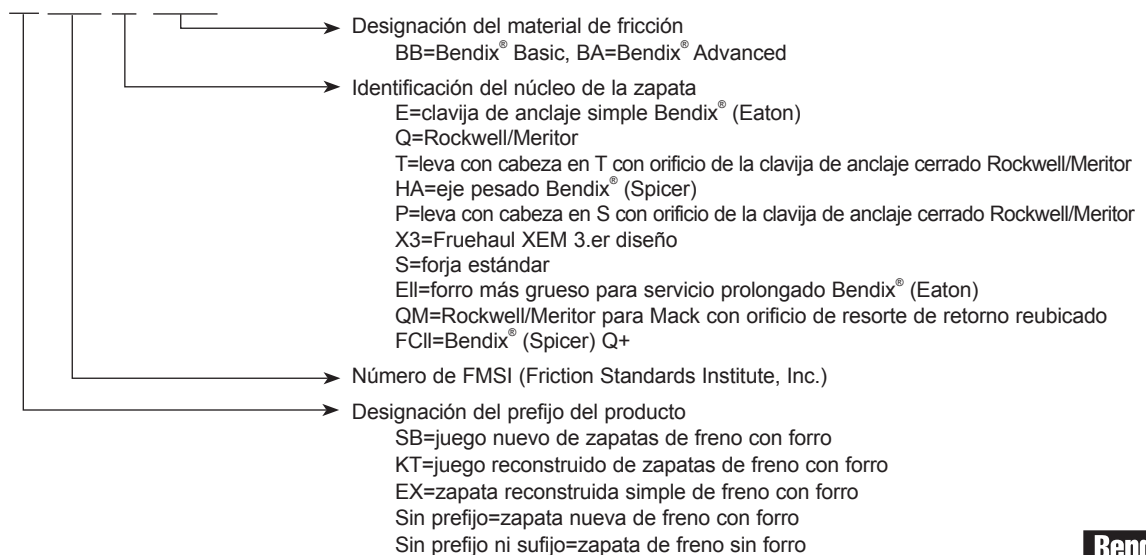 Designación del material de fricción
BB=Bendix® Basic, BA=Bendix® Advanced
Identificación del núcleo de la zapata
E=clavija de anclaje simple Bendix® (Eaton)
Q=Rockwell/Meritor
T=leva con cabeza en T con orificio de la clavija de anclaje cerrado Rockwell/Meritor
HA=eje pesado Bendix® (Spicer)
P=leva con cabeza en S con orificio de la clavija de anclaje cerrado Rockwell/Meritor
X3=Fruehaul XEM 3.er diseño
S=forja estándar
Ell=forro más grueso para servicio prolongado Bendix® (Eaton)
QM=Rockwell/Meritor para Mack con orificio de resorte de retorno reubicado
FCll=Bendix® (Spicer) Q+
Número de FMSI (Friction Standards Institute, Inc.)
Designación del prefijo del producto
SB=juego nuevo de zapatas de freno con forro
KT=juego reconstruido de zapatas de freno con forro
EX=zapata reconstruida simple de freno con forro
Sin prefijo=zapata nueva de freno con forro
Sin prefijo ni sufijo=zapata de freno sin forro